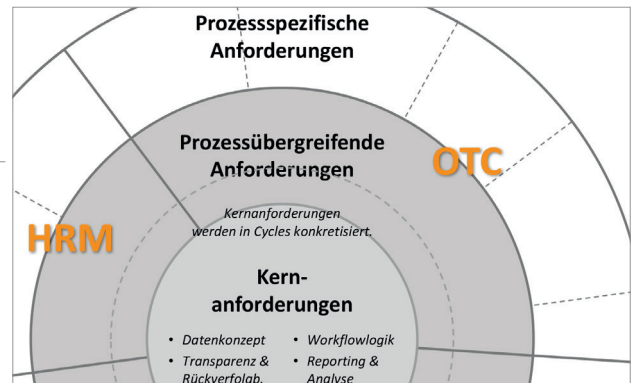 Prozessspezifische
Anforderungen
Prozessübergreifende
Anforderungen
OTC
HRM
Kernanforderungen
werden in Cycles konkretisiert.
Kern-
anforderungen
• Datenkonzept
• Workflowlogik
• Transparenz &
Rückverfolgb.
• Reporting &
Analyse